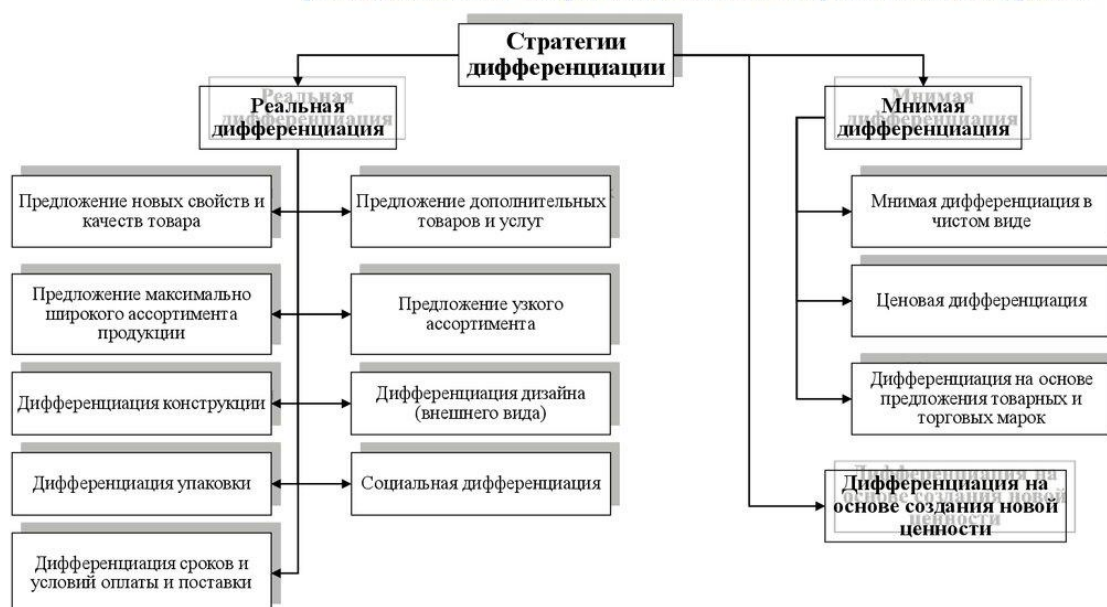 Стратегии
дифференциации
Реальная
дифференциация
Мнимая
дифференциация
Предложение новых свойств и
качеств товара
Предложение дополнительных
товаров и услуг
Мнимая дифференциация в
чистом виде
Предложение максимально
широкого ассортимента
продукции
Предложение узкого
ассортимента
Ценовая дифференциация
Дифференциация конструкции
Дифференциация дизайна
(внешнего вида)
Дифференциация на основе
предложения товарных и
торговых марок
Дифференциация упаковки
Социальная дифференциация
Дифференциация на
основе создания новой
ценности
Дифференциация сроков и
условий оплаты и поставки